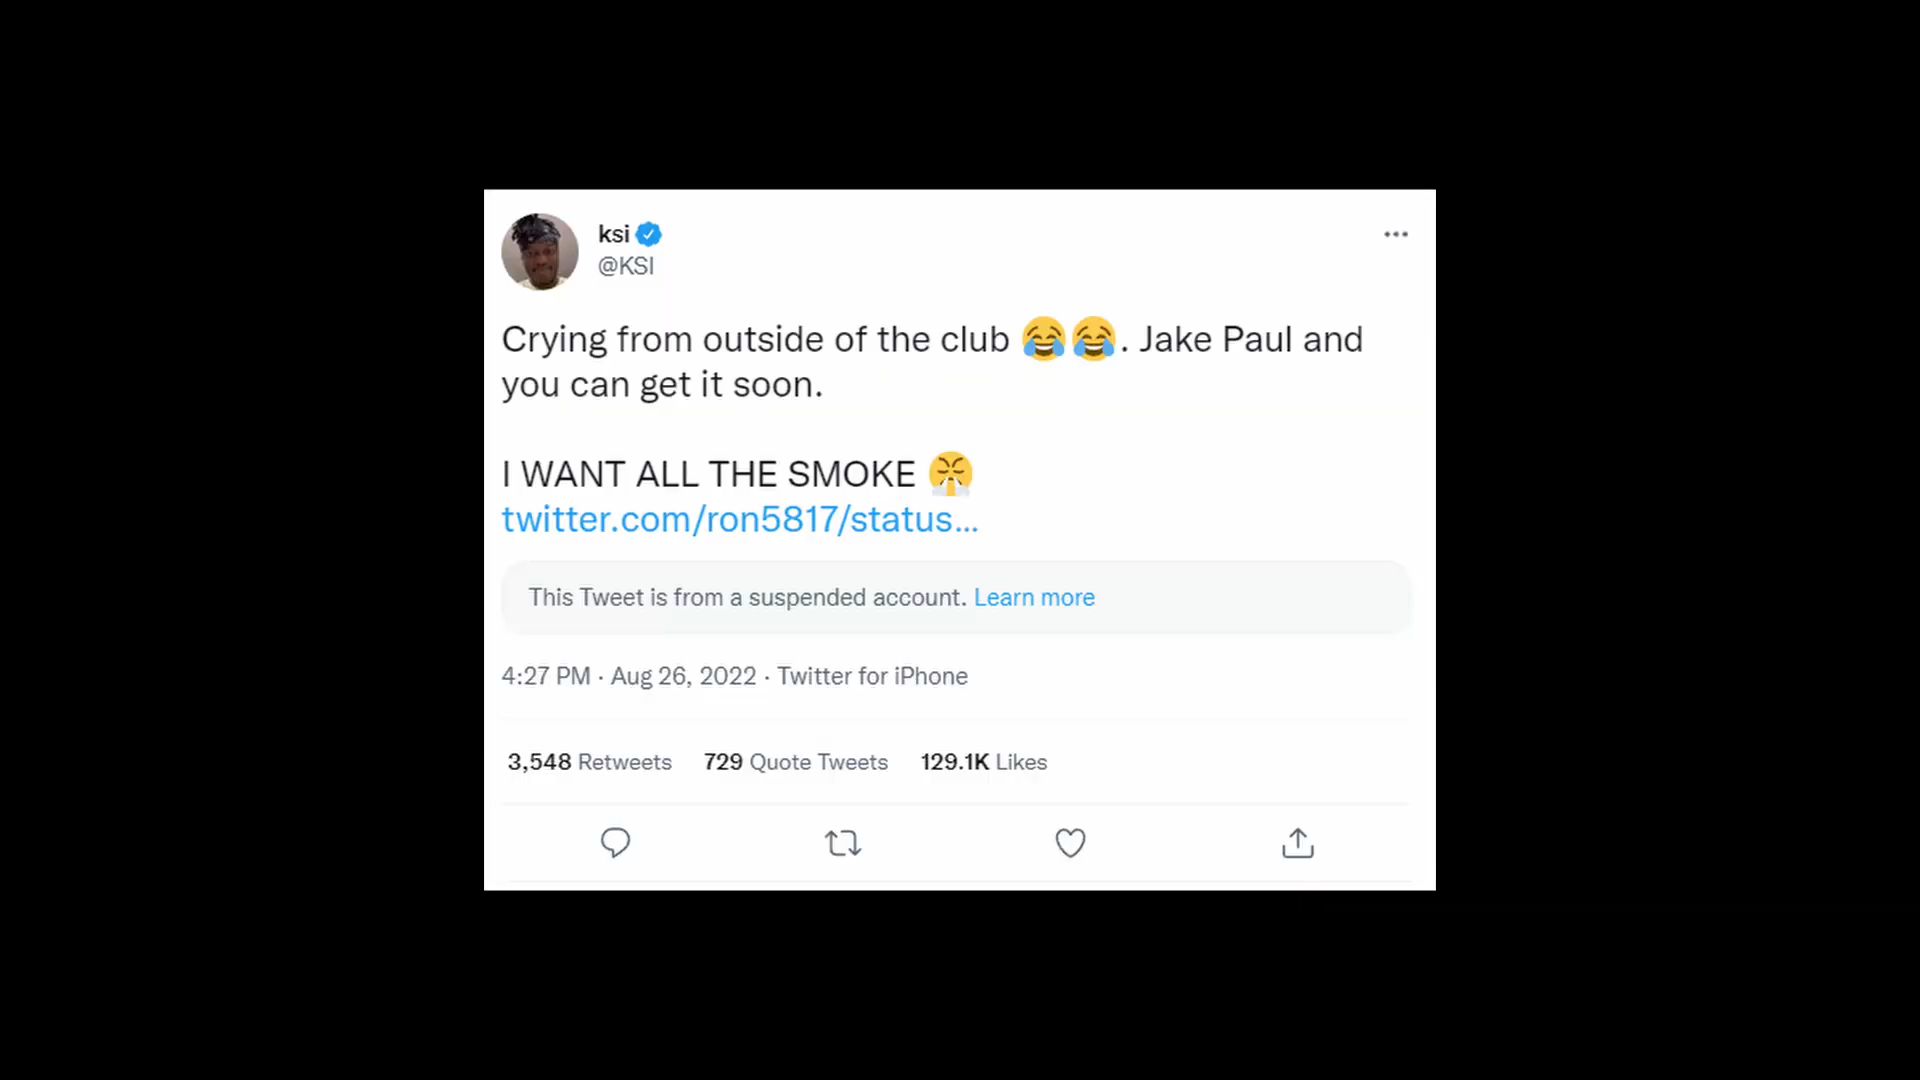 ksi
@KSI
Crying from outside of the club 😂😂. Jake Paul and
you can get it soon.
I WANT ALL THE SMOKE 😤
twitter.com/ron5817/status...
This Tweet is from a suspended account. Learn more
4:27 PM · Aug 26, 2022 · Twitter for iPhone
3,548 Retweets 729 Quote Tweets 129.1K Likes